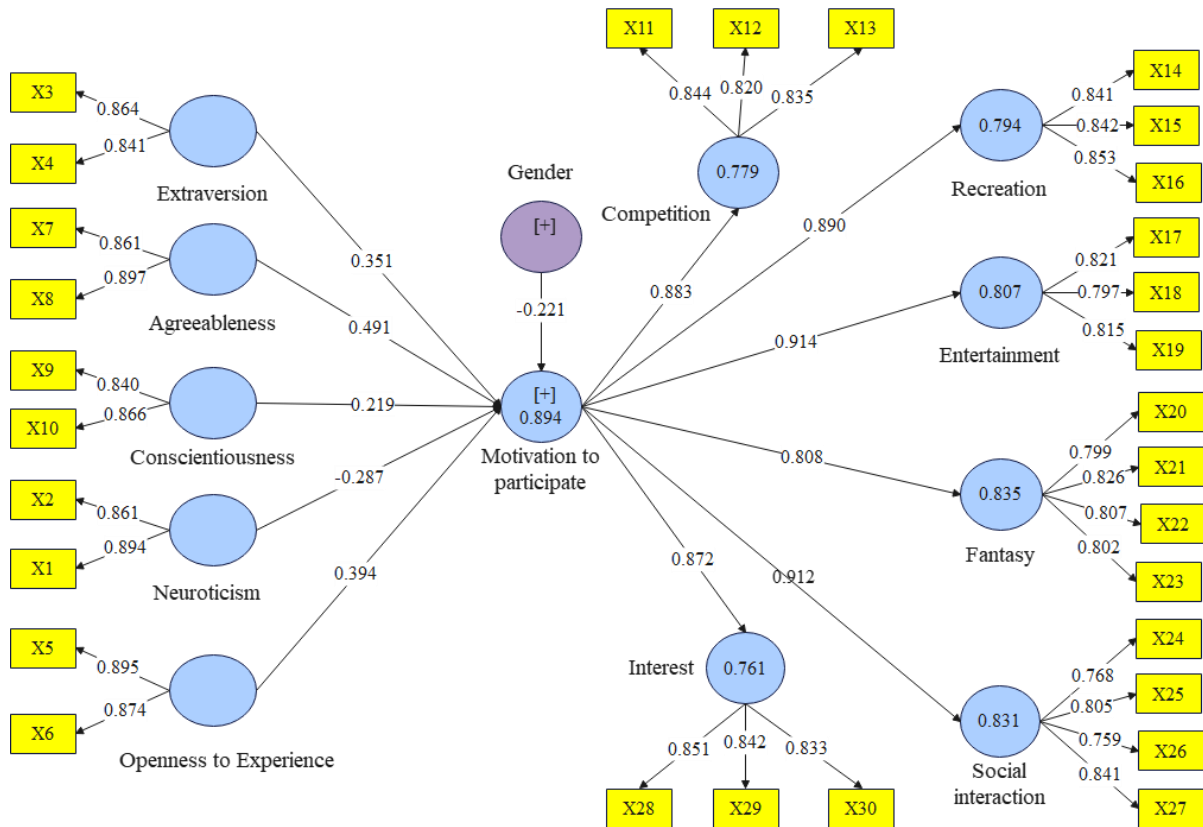 X11
X12
X13
0.844
0.820
0.835
0.779
Competition
X3
0.864
X4
0.841
Extraversion
0.351
X7
0.861
X8
0.897
Agreeableness
0.491
X9
0.840
X10
0.866
Conscientiousness
0.219
X2
0.861
X1
0.894
Neuroticism
-0.287
X5
0.895
X6
0.874
Openness to Experience
0.394
Gender
[+]
-0.221
[+]
0.894
Motivation to
participate
0.883
0.890
0.914
0.808
0.912
0.872
X14
0.841
X15
0.842
X16
0.853
0.794
Recreation
X17
0.821
X18
0.797
X19
0.815
0.807
Entertainment
X20
0.799
X21
0.826
X22
0.807
X23
0.802
0.835
Fantasy
X24
0.768
X25
0.805
X26
0.759
X27
0.841
0.831
Social
interaction
Interest
0.761
0.851
0.842
0.833
X28
X29
X30